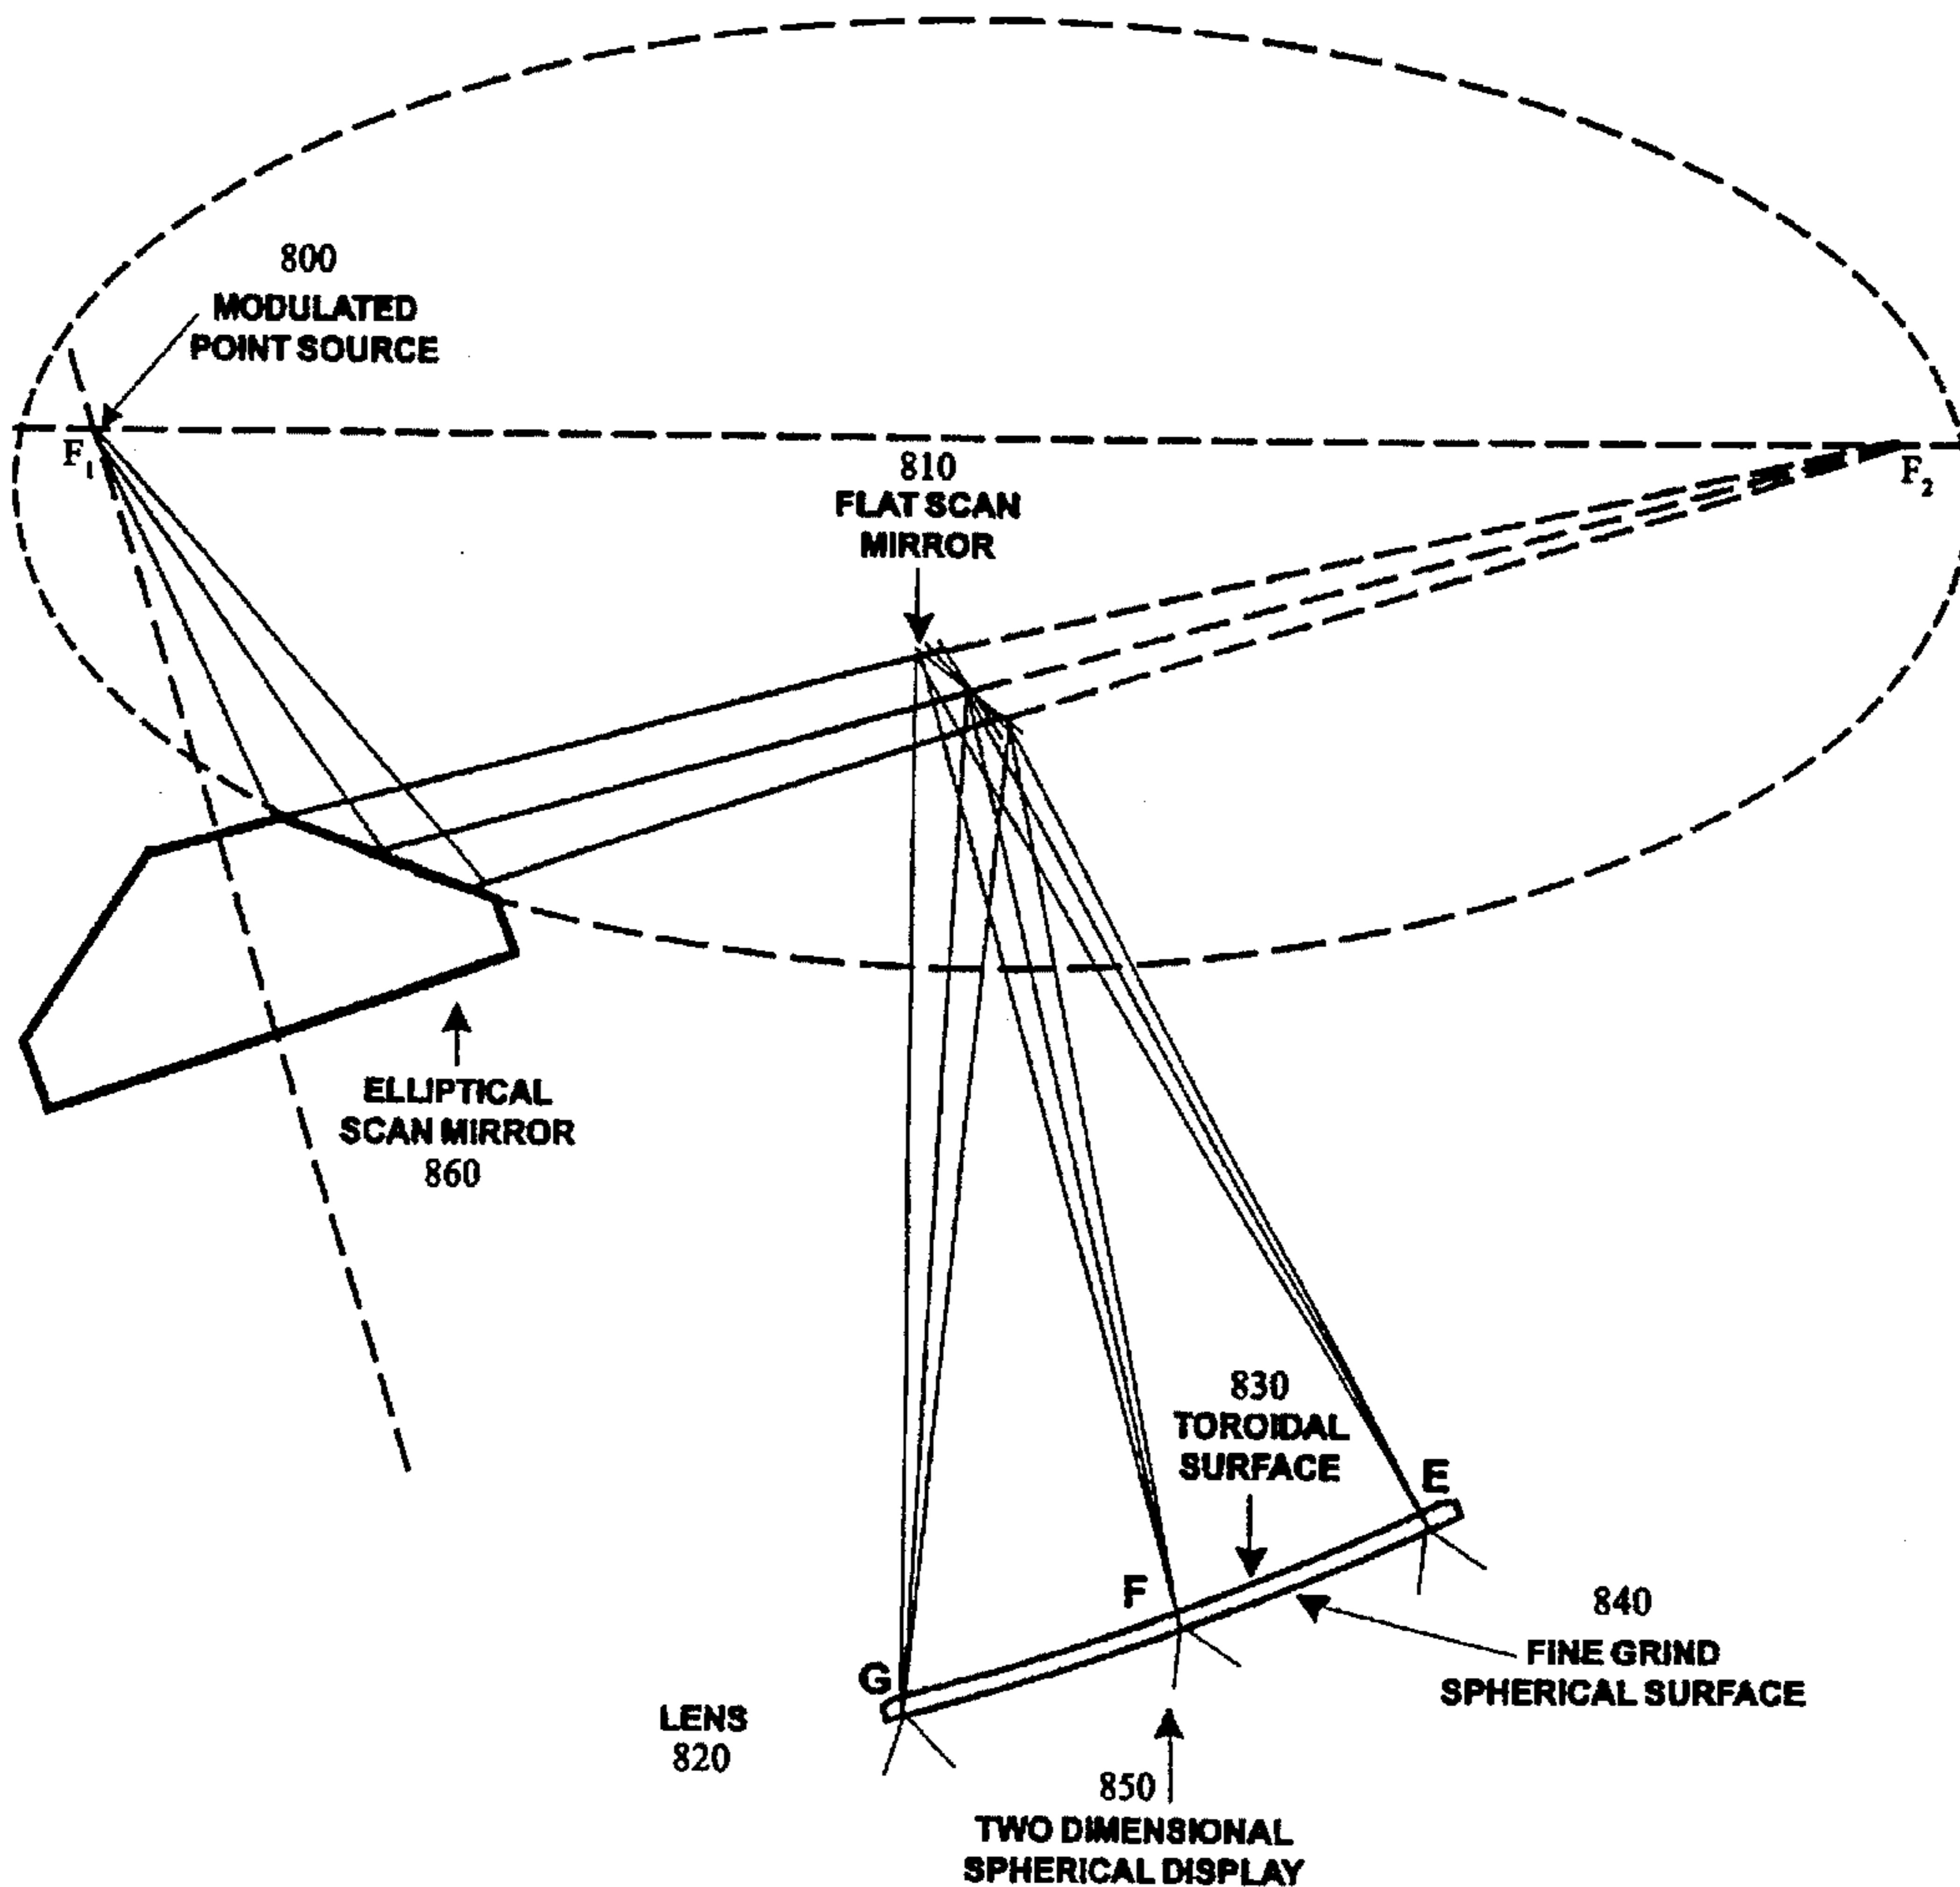 800
MODULATED
POINT SOURCE
F1
F2
810
FLAT SCAN
MIRROR
ELLIPTICAL
SCAN MIRROR
860
830
TOROIDAL
SURFACE
E
F
G
840
FINE GRIND
SPHERICAL SURFACE
LENS
820
850
TWO DIMENSIONAL
SPHERICAL DISPLAY